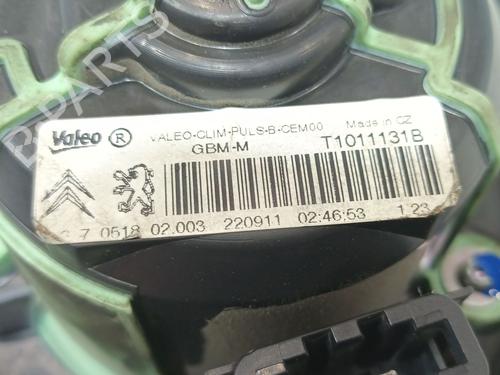 Valeo ® VALEO-CLIM-PULS-B-CEM00 Made in CZ
GBM-M T1011131B
7 0518 02.003 220911 02:46:53 1.23
B-PARTS